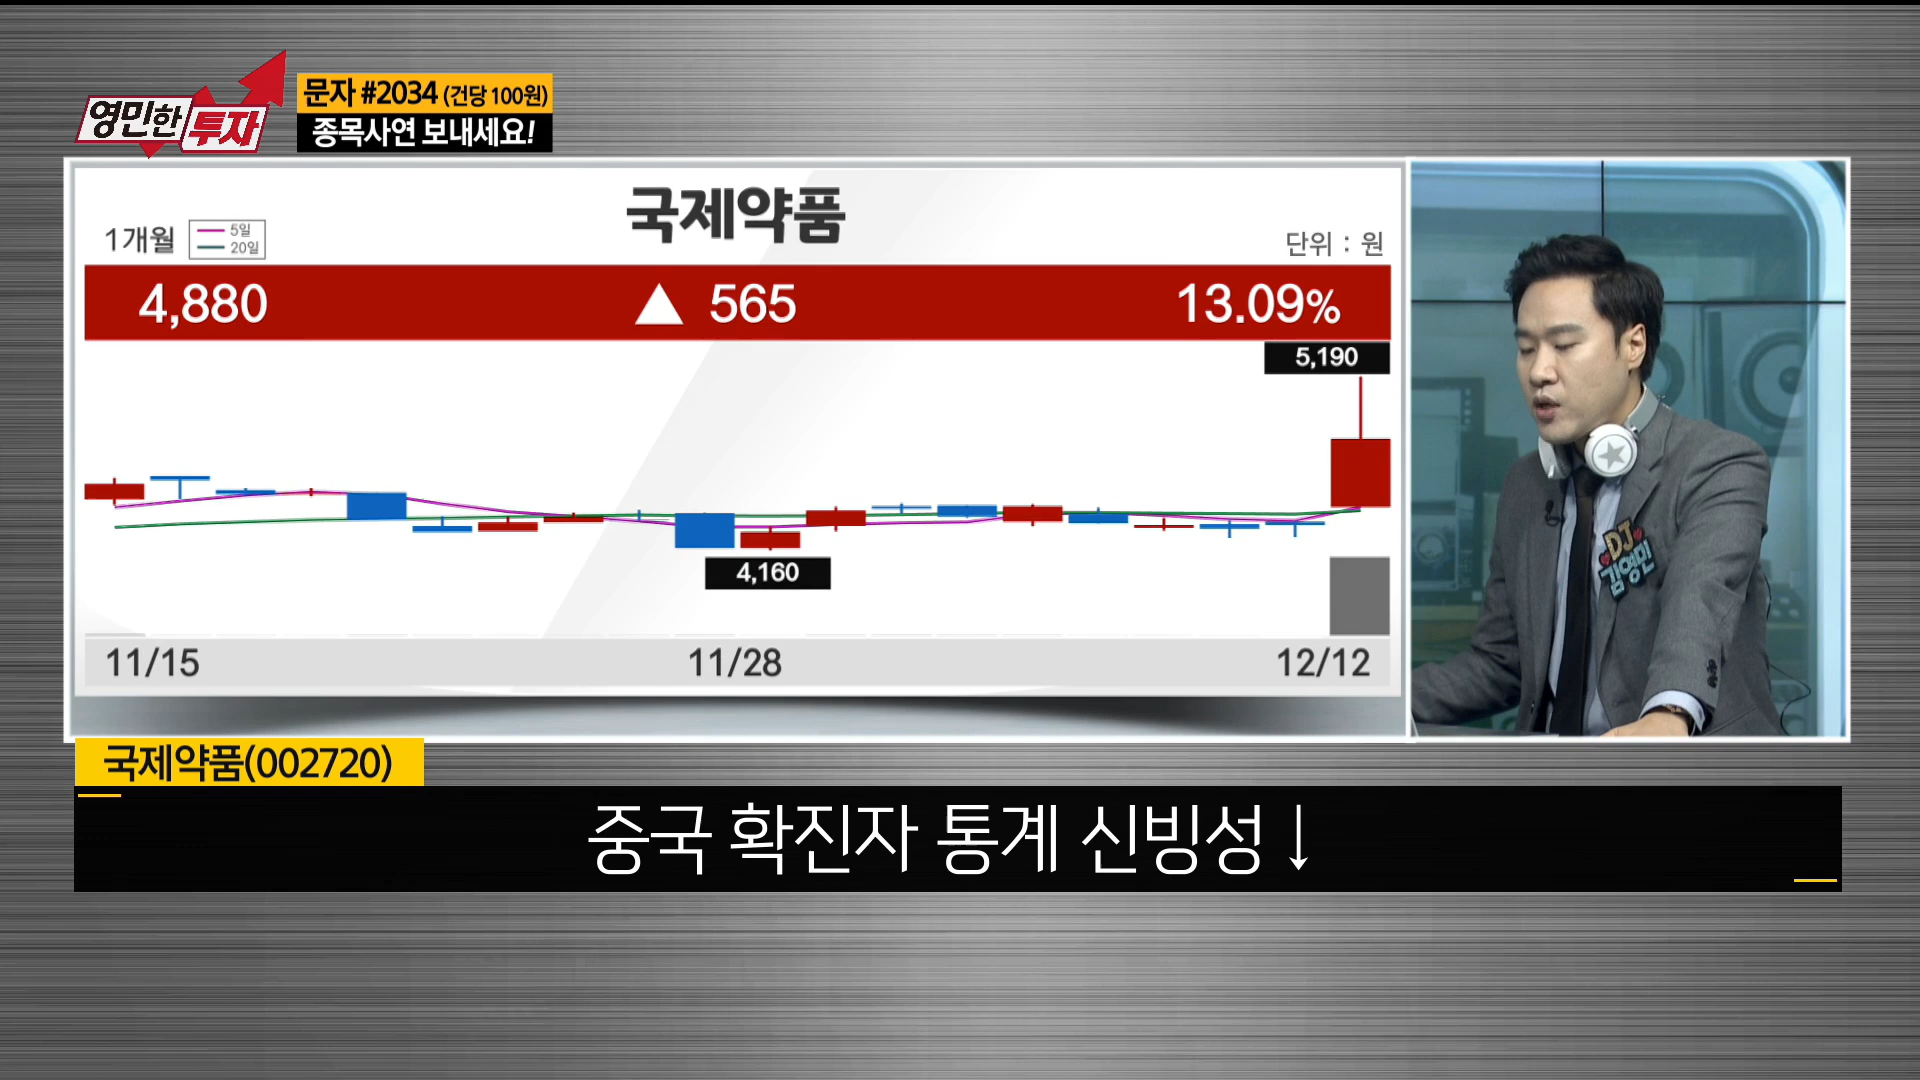 영민한 투자
문자 #2034 (건당 100원)
종목사연 보내세요!
국제약품
1개월
5일
20일
단위 : 원
4,880 ▲ 565 13.09%
5,190
4,160
11/15 11/28 12/12
DJ
김영민
국제약품(002720)
중국 확진자 통계 신빙성↓